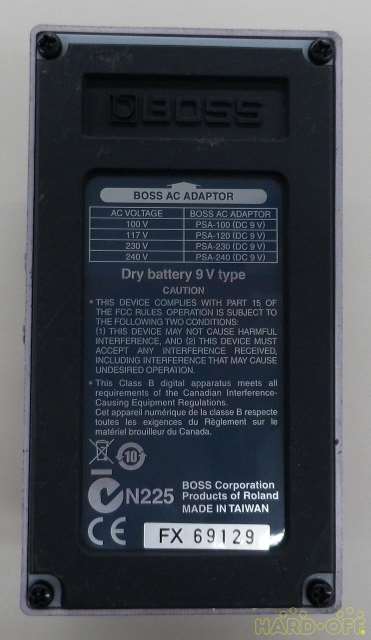 BOSS
BOSS AC ADAPTOR
AC VOLTAGE BOSS AC ADAPTOR
100 V PSA-100 (DC 9 V)
117 V PSA-120 (DC 9 V)
230 V PSA-230 (DC 9 V)
240 V PSA-240 (DC 9 V)
Dry battery 9 V type
CAUTION
* THIS DEVICE COMPLIES WITH PART 15 OF
THE FCC RULES. OPERATION IS SUBJECT TO
THE FOLLOWING TWO CONDITIONS:
(1) THIS DEVICE MAY NOT CAUSE HARMFUL
INTERFERENCE, AND (2) THIS DEVICE MUST
ACCEPT ANY INTERFERENCE RECEIVED,
INCLUDING INTERFERENCE THAT MAY CAUSE
UNDESIRED OPERATION.
* This Class B digital apparatus meets all
requirements of the Canadian Interference-
Causing Equipment Regulations.
Cet appareil numérique de la classe B respecte
toutes les exigences du Règlement sur le
matériel brouilleur du Canada.
10
N225
BOSS Corporation
Products of Roland
MADE IN TAIWAN
CE
FX 69129
HARD-OFF